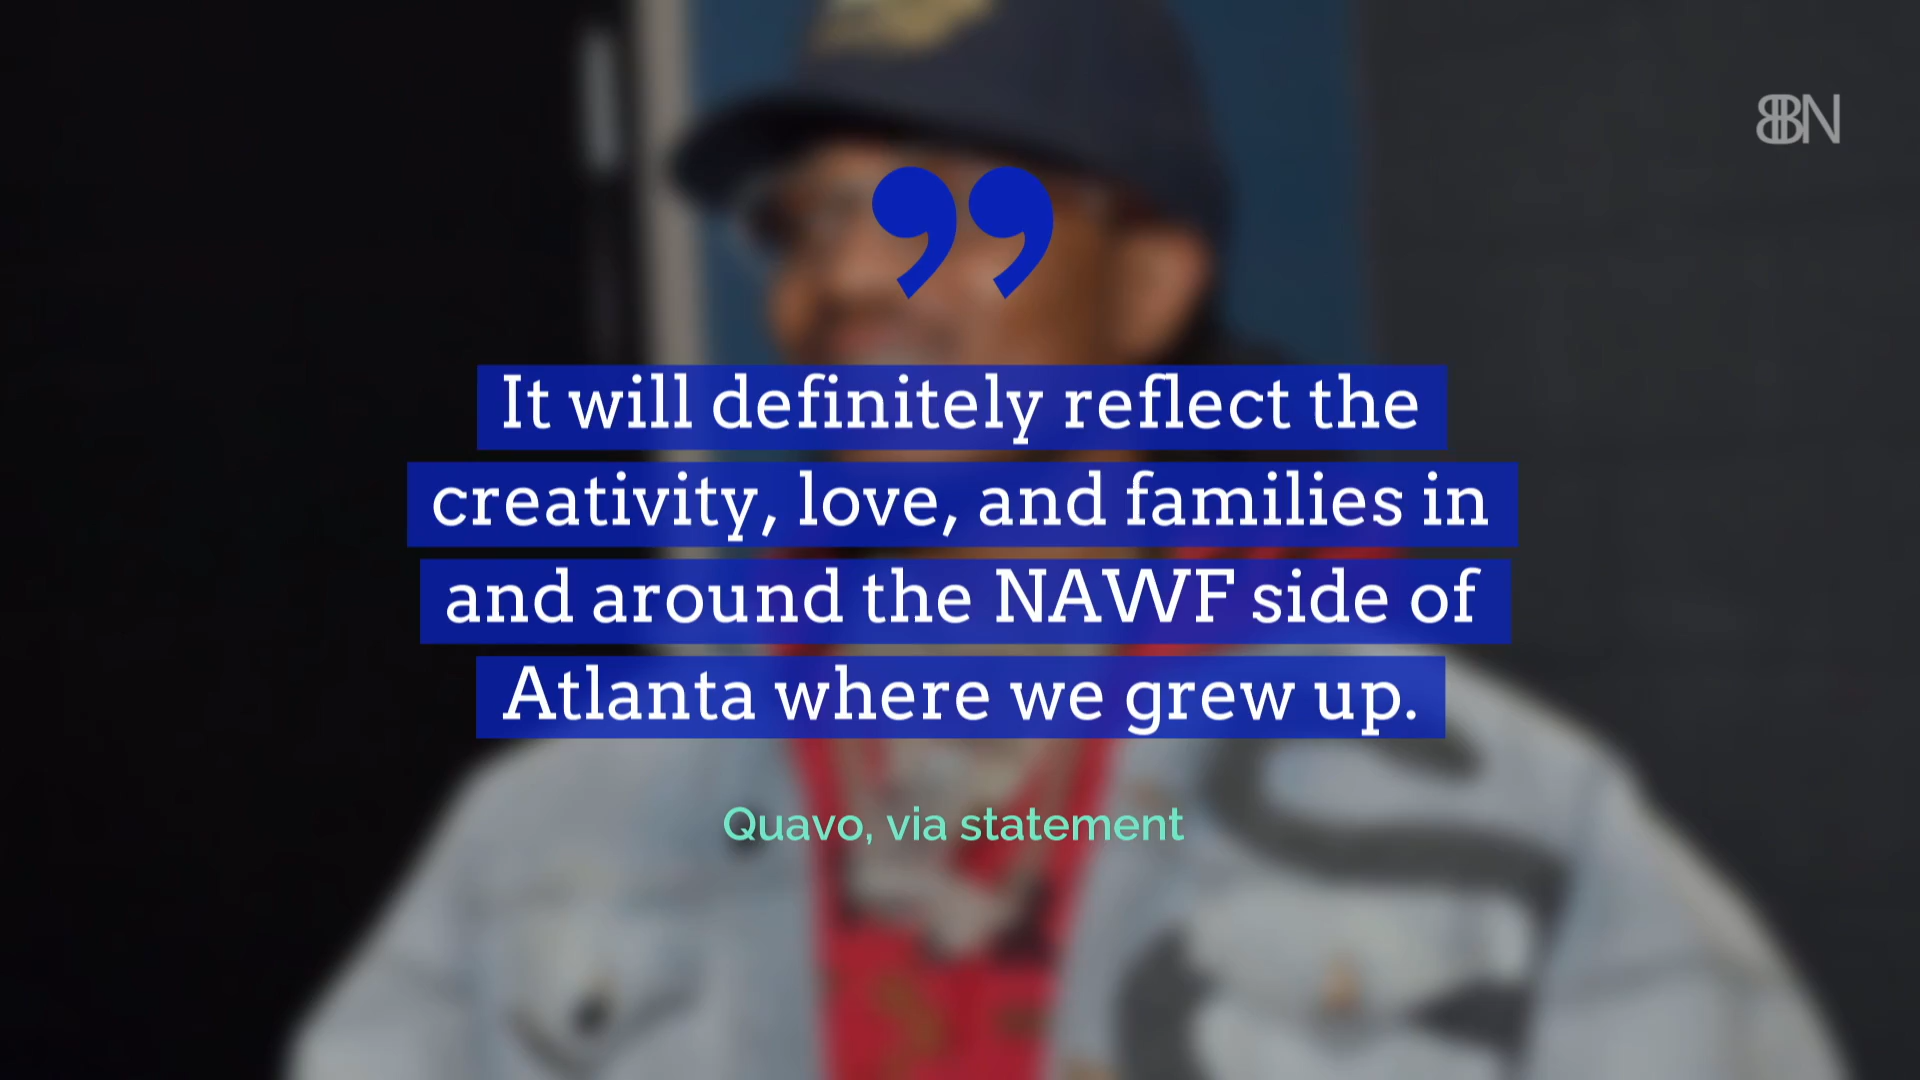 BBN
”
It will definitely reflect the
creativity, love, and families in
and around the NAWF side of
Atlanta where we grew up.
Quavo, via statement